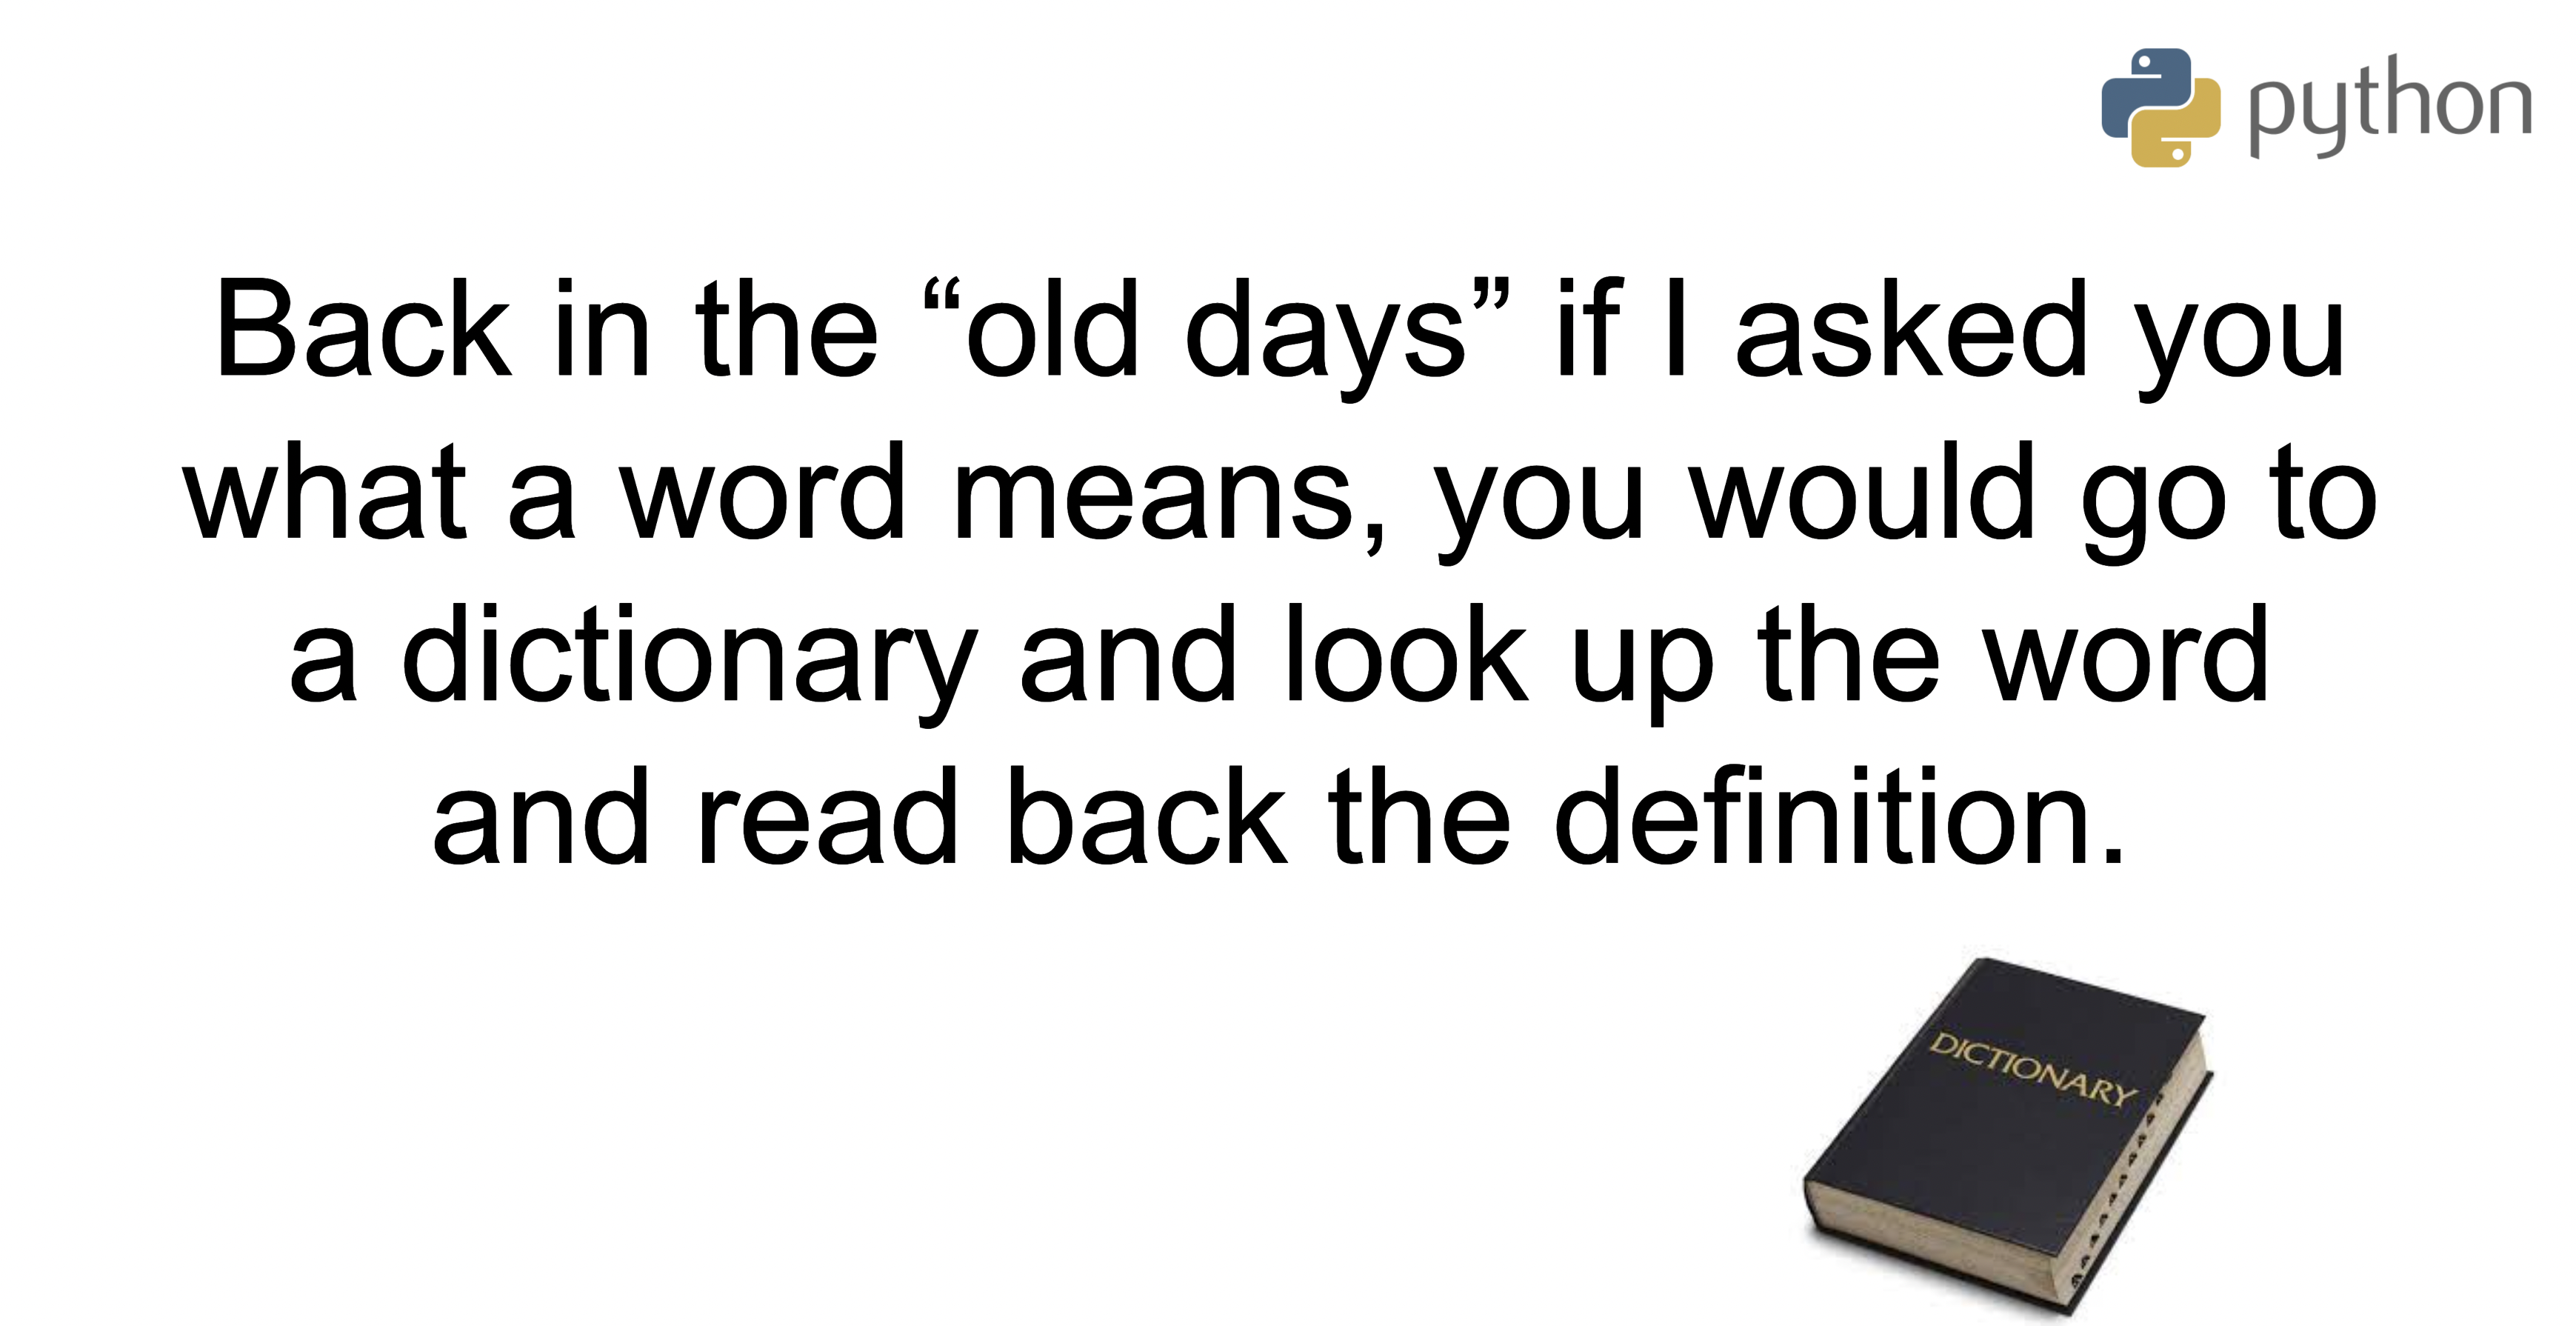 python
Back in the “old days” if I asked you
what a word means, you would go to
a dictionary and look up the word
and read back the definition.
DICTIONARY